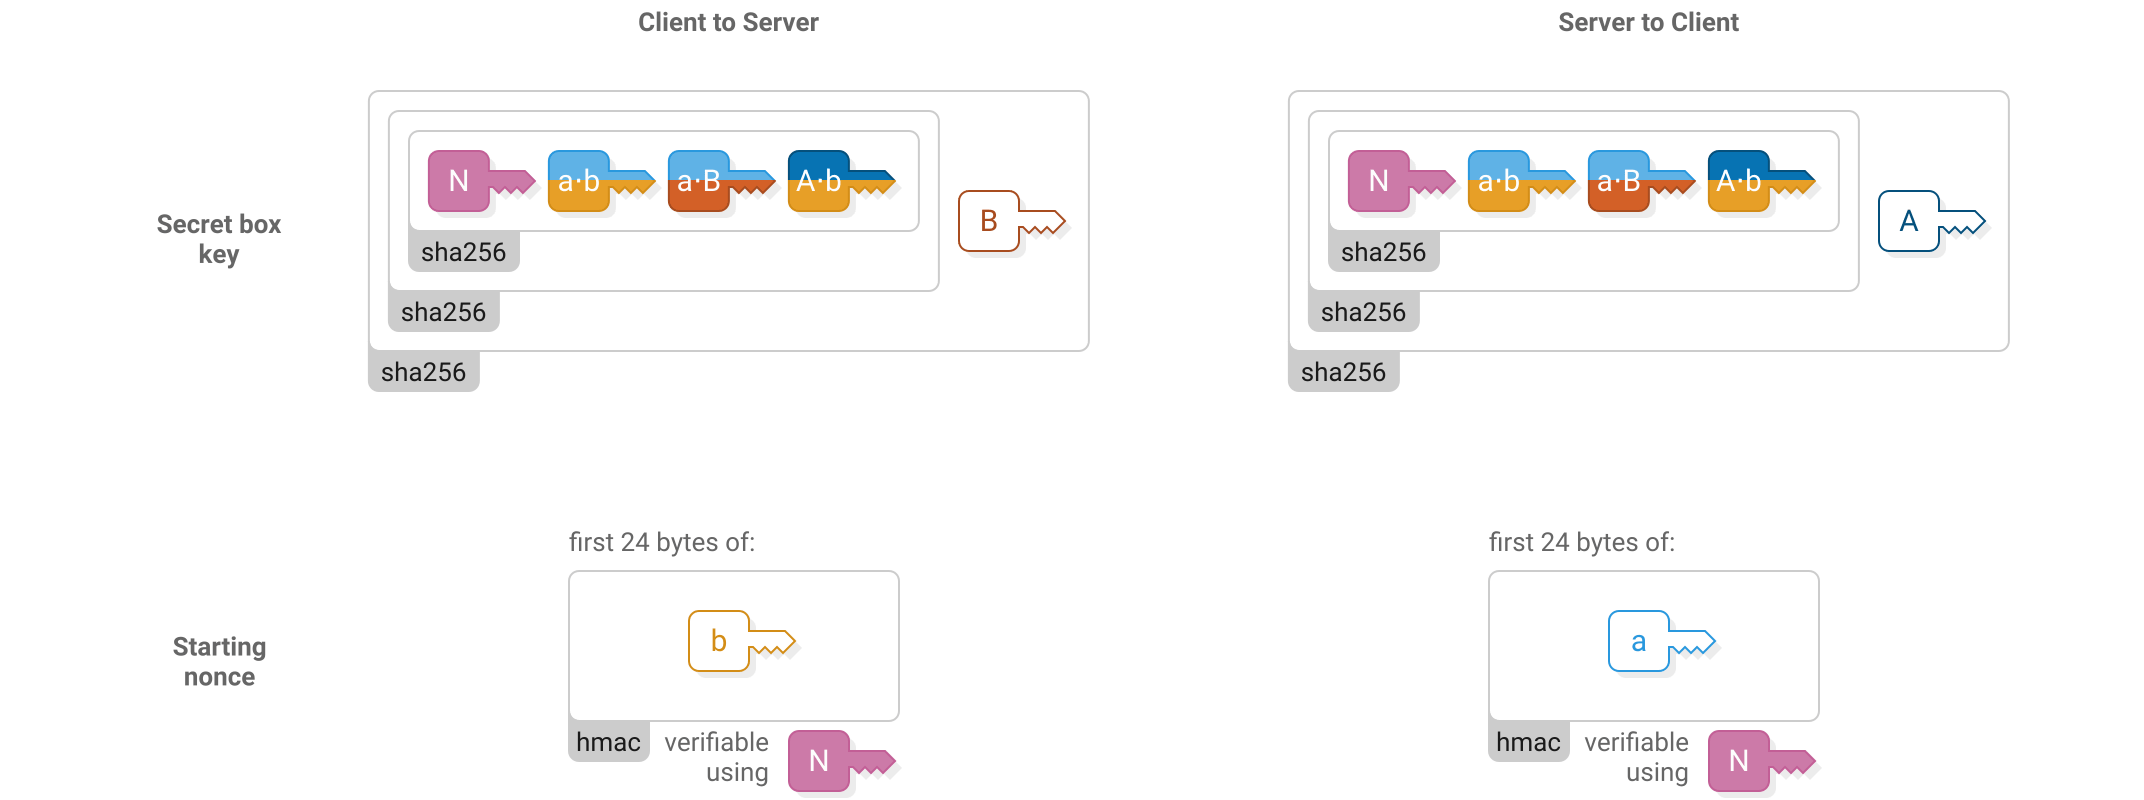 Client to Server
Server to Client
Secret box
key
N a·b a·B A·b
B
sha256
sha256
sha256
N a·b a·B A·b
A
sha256
sha256
sha256
Starting
nonce
first 24 bytes of:
b
hmac verifiable
using
N
first 24 bytes of:
a
hmac verifiable
using
N